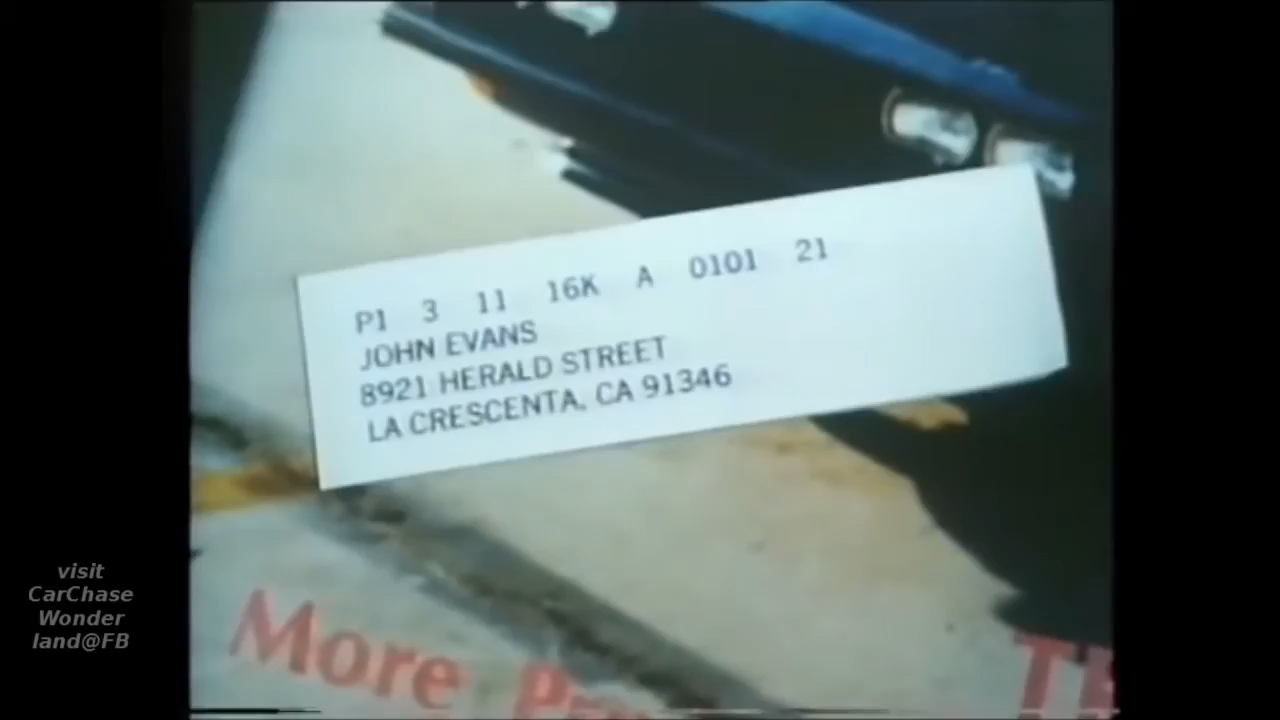 P1 3 11 16K A 0101 21
JOHN EVANS
8921 HERALD STREET
LA CRESCENTA, CA 91346
visit
CarChase
Wonder
land@FB
More